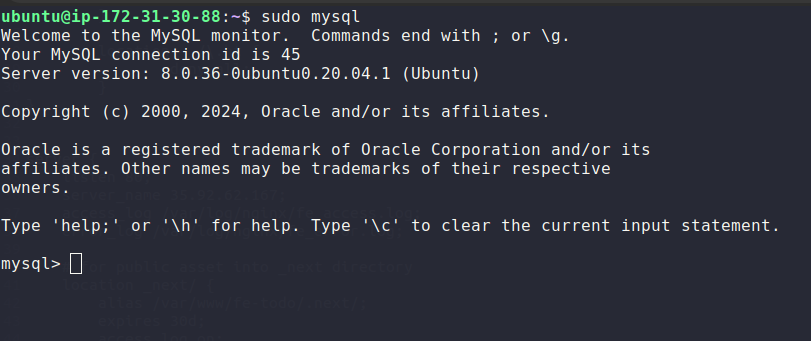 ubuntu@ip-172-31-30-88:~$ sudo mysql
Welcome to the MySQL monitor.  Commands end with ; or \g.
Your MySQL connection id is 45
Server version: 8.0.36-0ubuntu0.20.04.1 (Ubuntu)
Copyright (c) 2000, 2024, Oracle and/or its affiliates.
Oracle is a registered trademark of Oracle Corporation and/or its
affiliates. Other names may be trademarks of their respective
owners.
Type 'help;' or '\h' for help. Type '\c' to clear the current input statement.
mysql>